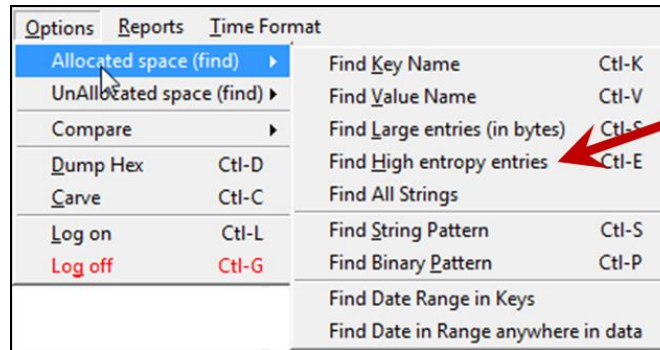 Options Reports Time Format
Allocated space (find)
UnAllocated space (find)
Compare
Dump Hex Ctl-D
Carve Ctl-C
Log on Ctl-L
Log off Ctl-G
Find Key Name Ctl-K
Find Value Name Ctl-V
Find Large entries (in bytes) Ctl-S
Find High entropy entries Ctl-E
Find All Strings
Find String Pattern Ctl-S
Find Binary Pattern Ctl-P
Find Date Range in Keys
Find Date in Range anywhere in data